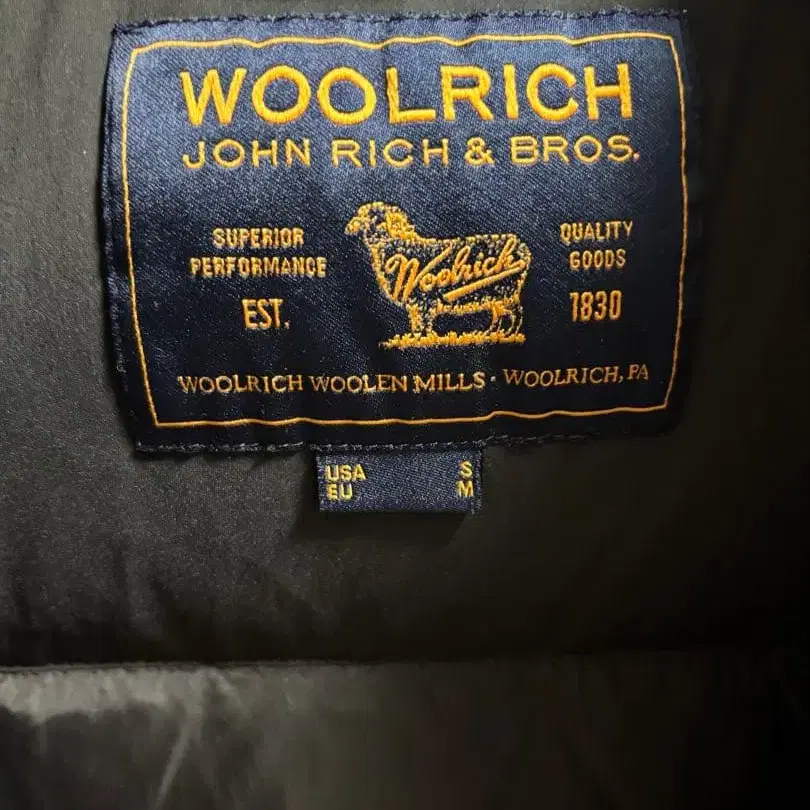 WOOLRICH
JOHN RICH & BROS.
SUPERIOR
PERFORMANCE
EST.
Woolrich
QUALITY
GOODS
1830
WOOLRICH WOOLEN MILLS · WOOLRICH, PA
USA S
EU M